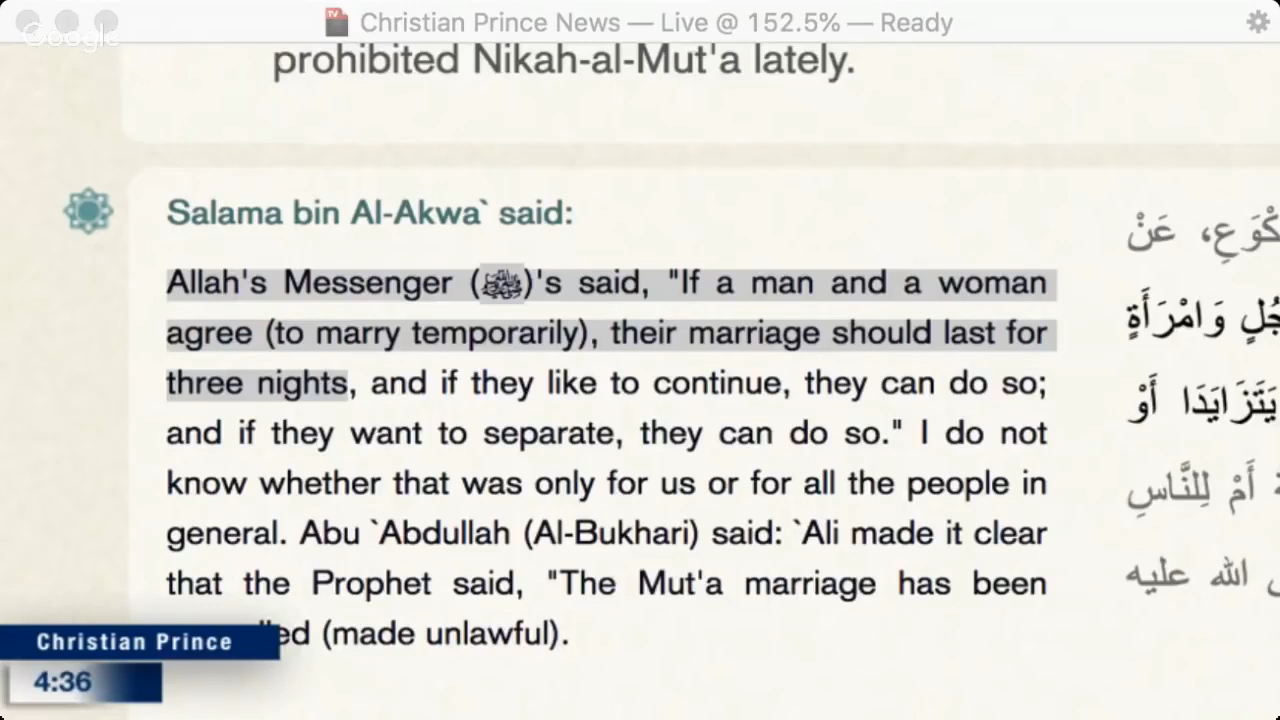 Google
Christian Prince News — Live @ 152.5% — Ready
prohibited Nikah-al-Mut'a lately.
Salama bin Al-Akwa` said:
Allah's Messenger (ﷺ)'s said, "If a man and a woman
agree (to marry temporarily), their marriage should last for
three nights, and if they like to continue, they can do so;
and if they want to separate, they can do so." I do not
know whether that was only for us or for all the people in
general. Abu `Abdullah (Al-Bukhari) said: `Ali made it clear
that the Prophet said, "The Mut'a marriage has been
(made unlawful).
عَنْ
وَامْرَأَةٍ
يَتَزَايَدَا أَوْ
أَمْ لِلنَّاسِ
الله عليه
Christian Prince
4:36